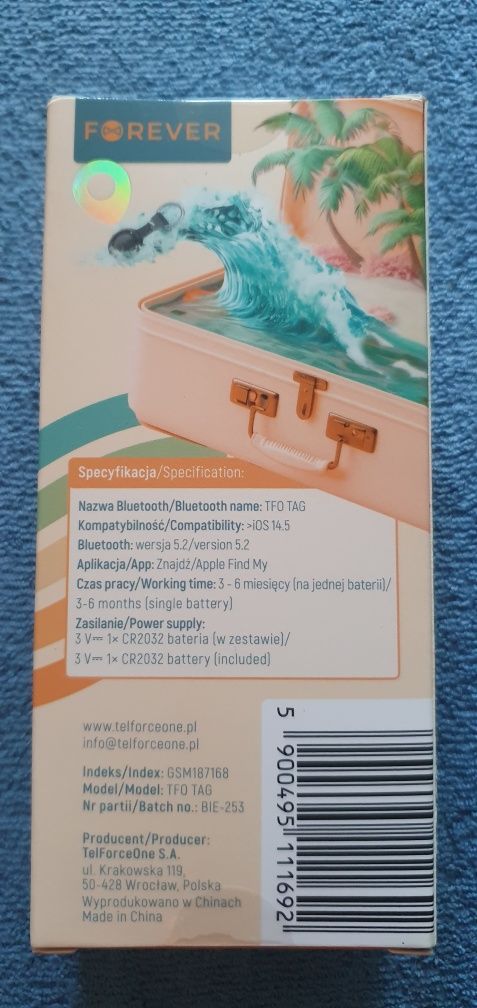 FOREVER
Specyfikacja/Specification:
Nazwa Bluetooth/Bluetooth name: TFO TAG
Kompatybilność/Compatibility: >iOS 14.5
Bluetooth: wersja 5.2/version 5.2
Aplikacja/App: Znajdź/Apple Find My
Czas pracy/Working time: 3 - 6 miesięcy (na jednej baterii)/
3-6 months (single battery)
Zasilanie/Power supply:
3 V⎓ 1× CR2032 bateria (w zestawie)/
3 V⎓ 1× CR2032 battery (included)
www.telforceone.pl
info@telforceone.pl
Indeks/Index: GSM187168
Model/Model: TFO TAG
Nr partii/Batch no.: BIE-253
Producent/Producer:
TelForceOne S.A.
ul. Krakowska 119,
50-428 Wrocław, Polska
Wyprodukowano w Chinach
Made in China
5 900495 111692